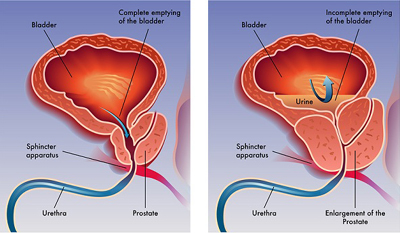 Complete emptying
of the bladder
Bladder
Sphincter
apparatus
Urethra
Prostate
Incomplete emptying
of the bladder
Bladder
Urine
Sphincter
apparatus
Urethra
Enlargement of the
Prostate